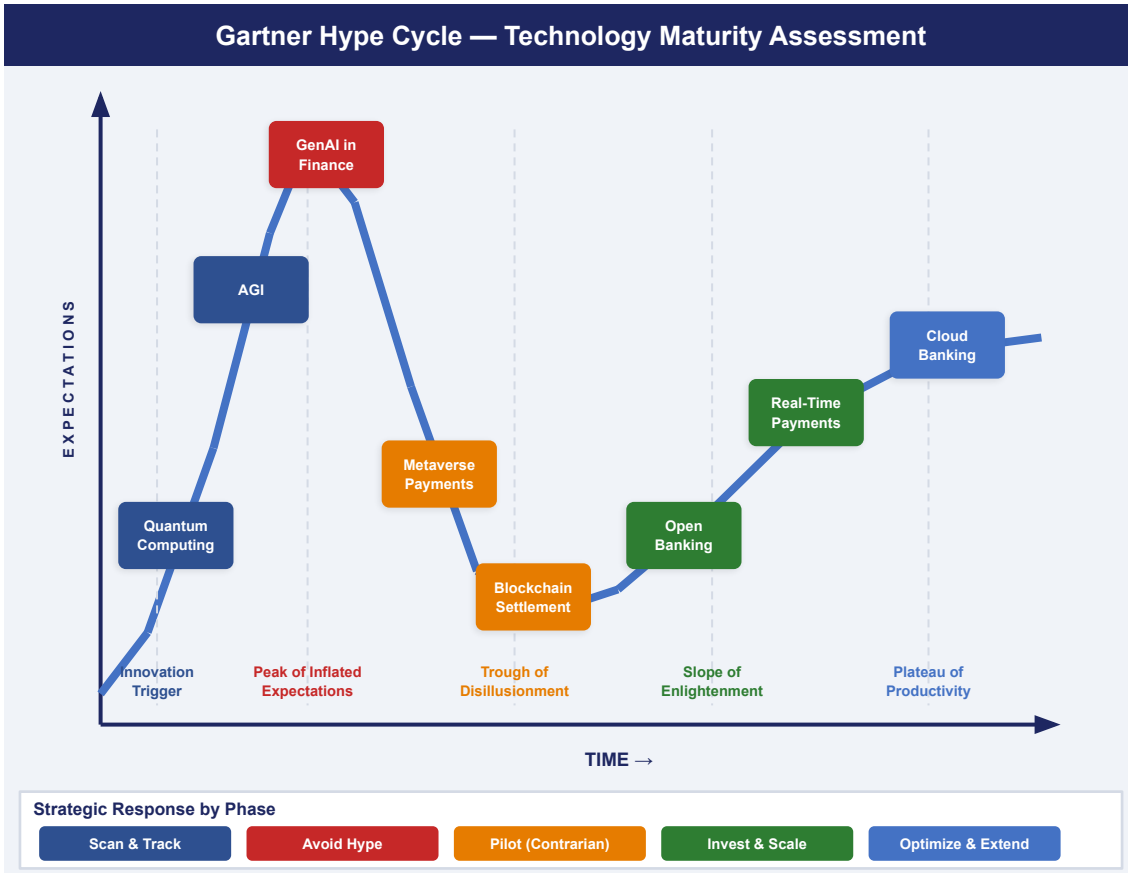 Gartner Hype Cycle — Technology Maturity Assessment
GenAI in
Finance
AGI
EXPECTATIONS
Cloud
Banking
Real-Time
Payments
Metaverse
Payments
Quantum
Computing
Open
Banking
Blockchain
Settlement
Innovation
Trigger
Peak of Inflated
Expectations
Trough of
Disillusionment
Slope of
Enlightenment
Plateau of
Productivity
TIME →
Strategic Response by Phase
Scan & Track
Avoid Hype
Pilot (Contrarian)
Invest & Scale
Optimize & Extend